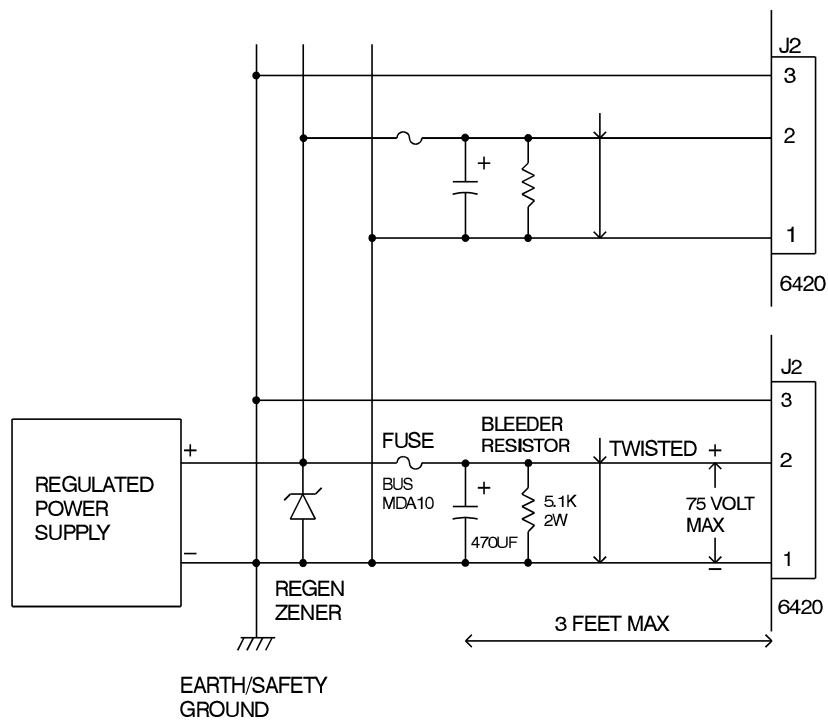 J2
3
2
+
1
6420
J2
3
BLEEDER
RESISTOR
FUSE
TWISTED
+
+
2
REGULATED
POWER
SUPPLY
BUS
MDA10
+
5.1K
2W
75 VOLT
MAX
470UF
−
1
−
REGEN
ZENER
6420
3 FEET MAX
EARTH/SAFETY
GROUND